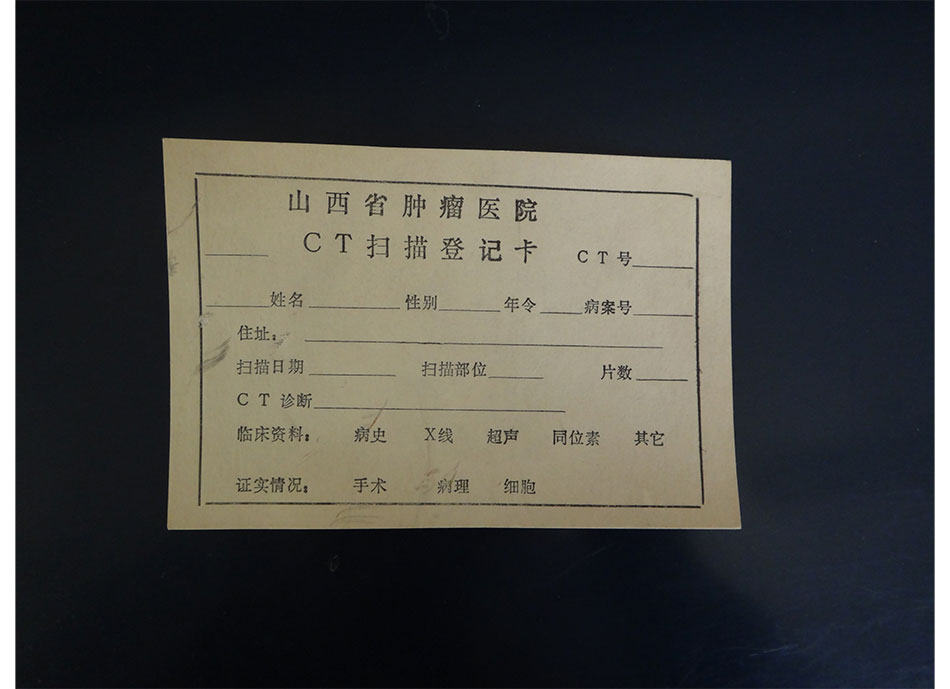 山西省肿瘤医院
CT扫描登记卡 CT号
姓名 性别 年令 病案号
住址:
扫描日期 扫描部位 片数
CT 诊断
临床资料: 病史 X线 超声 同位素 其它
证实情况: 手术 病理 细胞